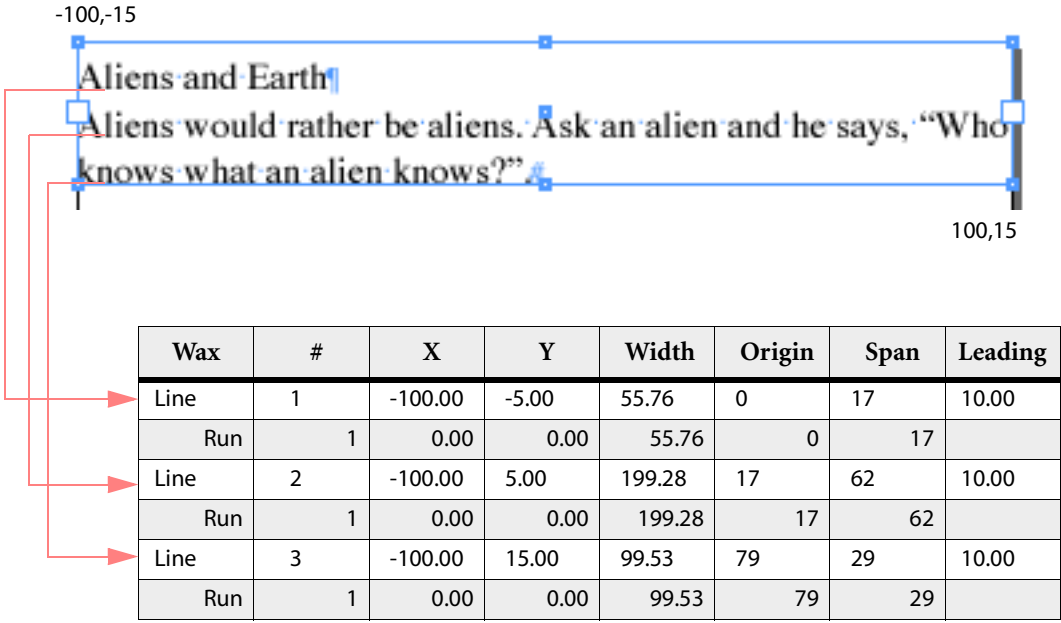 -100,-15
Aliens and Earth¶
Aliens would rather be aliens. Ask an alien and he says, “Who
knows what an alien knows?”#
100,15
Wax # X Y Width Origin Span Leading
Line 1 -100.00 -5.00 55.76 0 17 10.00
Run 1 0.00 0.00 55.76 0 17
Line 2 -100.00 5.00 199.28 17 62 10.00
Run 1 0.00 0.00 199.28 17 62
Line 3 -100.00 15.00 99.53 79 29 10.00
Run 1 0.00 0.00 99.53 79 29